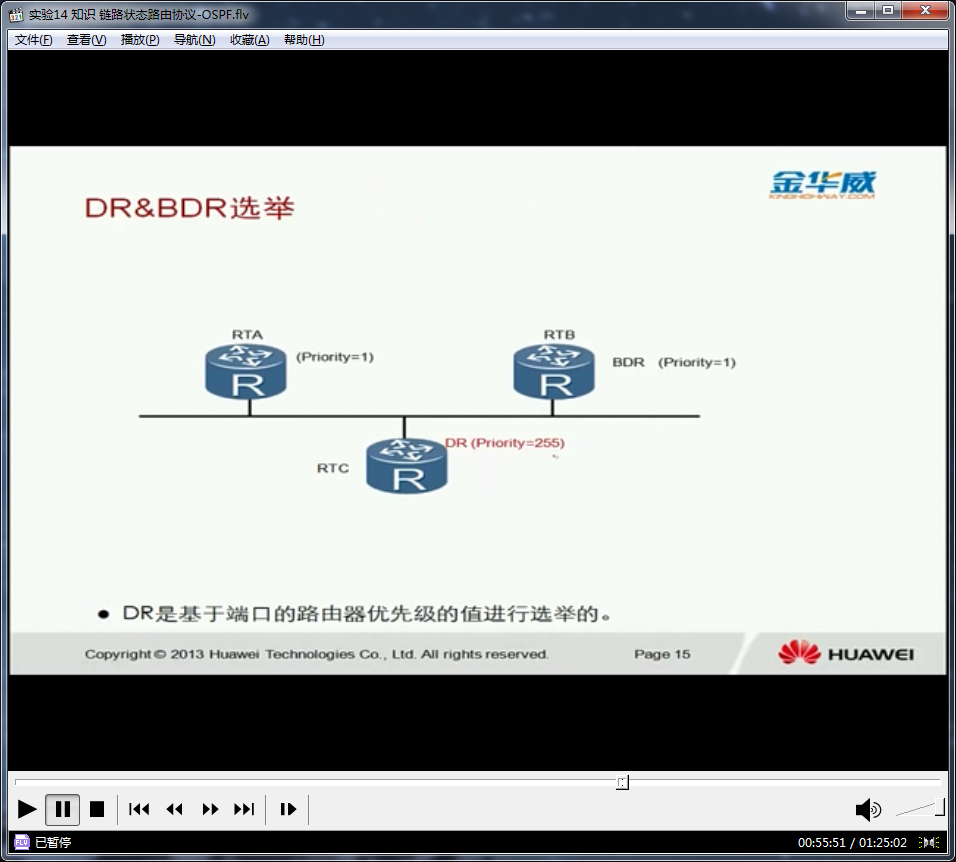 实验14 知识 链路状态路由协议-OSPF.flv
文件(F) 查看(V) 播放(P) 导航(N) 收藏(A) 帮助(H)
金华威
KINGHIGHWAY.COM
DR&BDR选举
RTA
(Priority=1)
RTB
BDR (Priority=1)
R
R
DR (Priority=255)
RTC
R
● DR是基于端口的路由器优先级的值进行选举的。
Copyright © 2013 Huawei Technologies Co., Ltd. All rights reserved.
Page 15
HUAWEI
FLV
已暂停
00:55:51 / 01:25:02